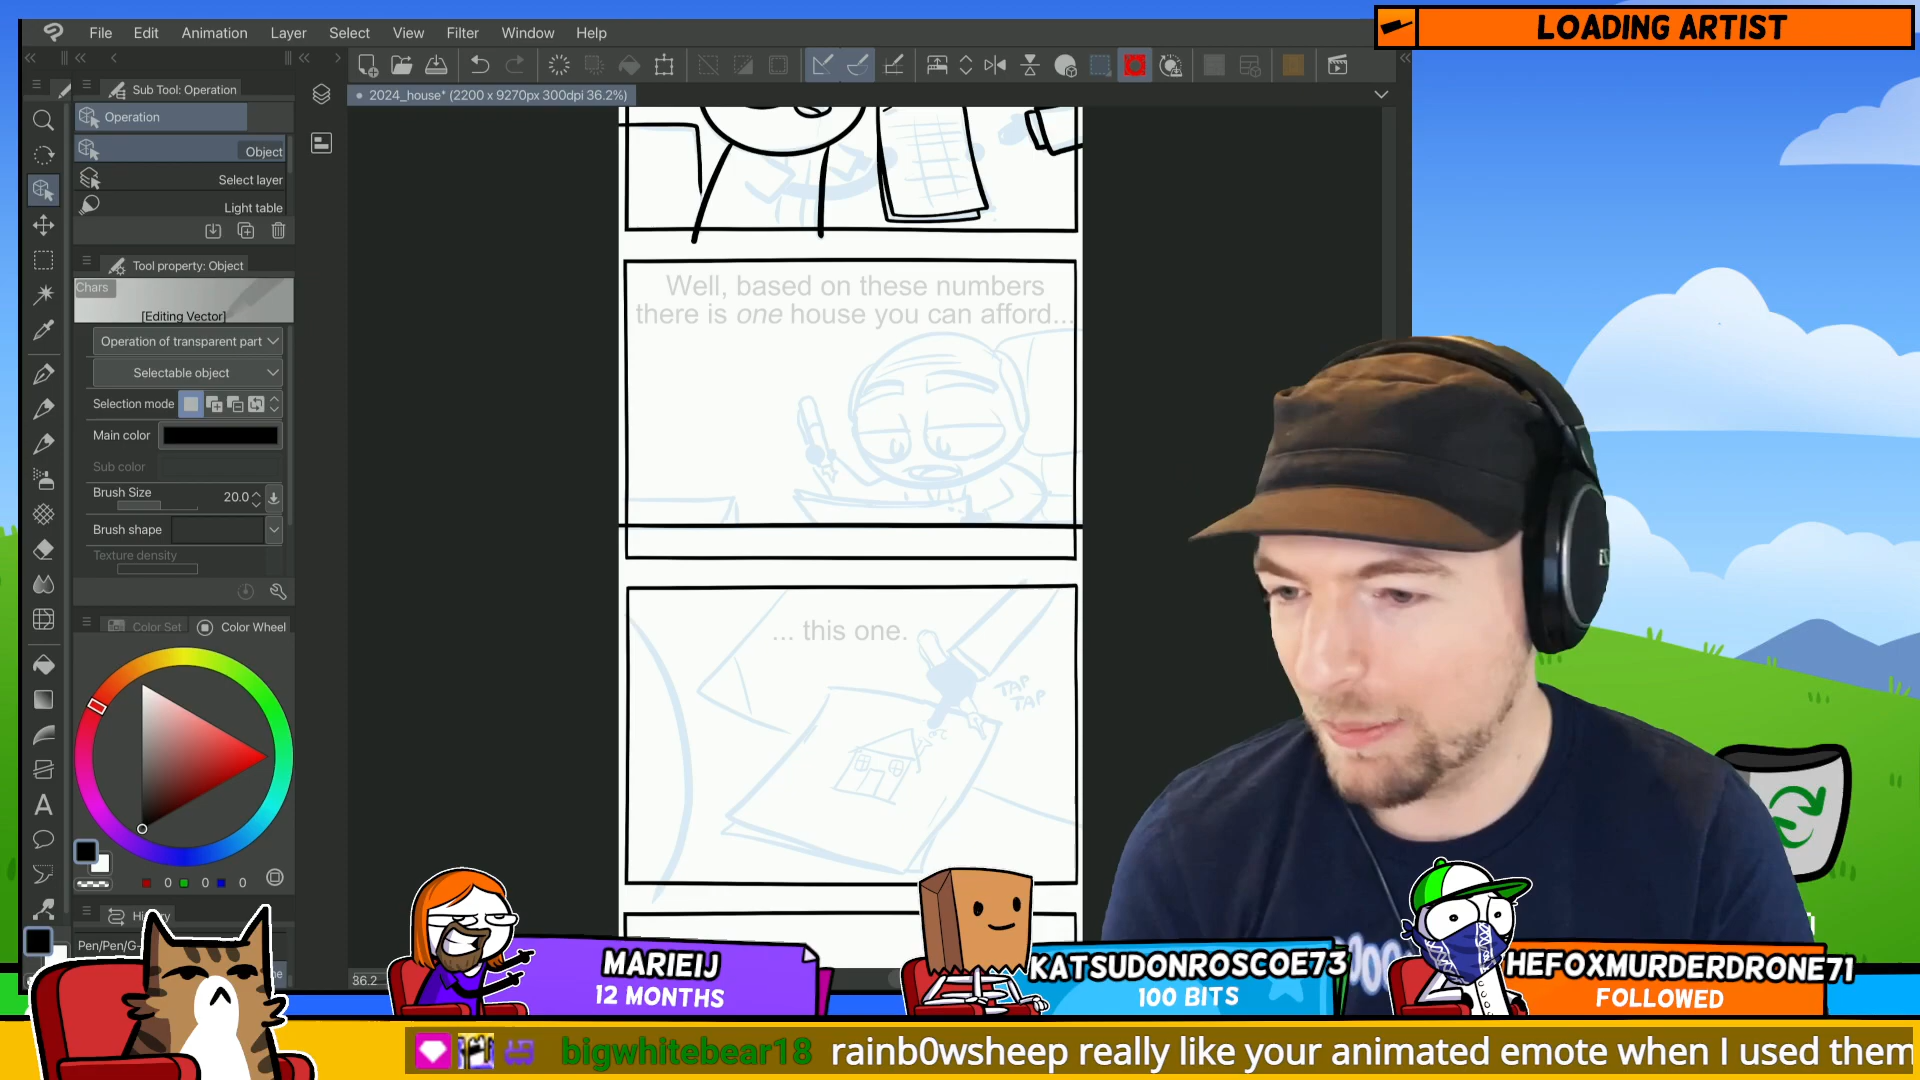 LOADING ARTIST
File Edit Animation Layer Select View Filter Window Help
Sub Tool: Operation
2024_house* (2200 x 9270px 300dpi 36.2%)
Operation
Object
Select layer
Light table
Tool property: Object
Chars
[Editing Vector]
Operation of transparent part
Selectable object
Selection mode
Main color
Sub color
Brush Size 20.0
Brush shape
Texture density
Color Set Color Wheel
0 0 0
Pen/Pen/G-
36.2
Well, based on these numbers
there is one house you can afford...
... this one.
TAP
TAP
MARIEIJ
12 MONTHS
KATSUDONROSCOE73
100 BITS
HEFOXMURDERDRONE71
FOLLOWED
bigwhitebear18 rainb0wsheep really like your animated emote when I used them
A